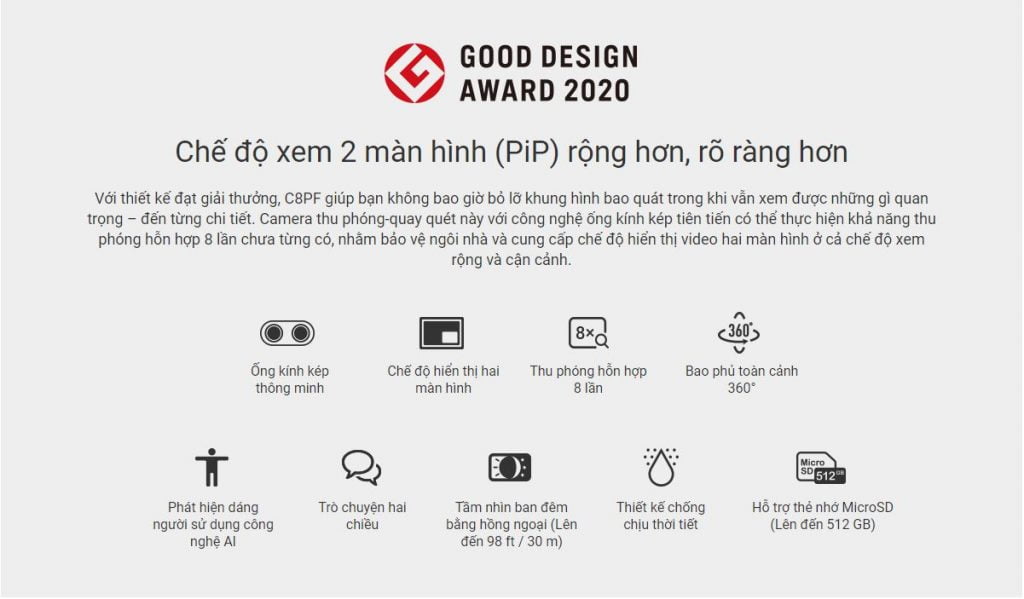 GOOD DESIGN
AWARD 2020
Chế độ xem 2 màn hình (PiP) rộng hơn, rõ ràng hơn
Với thiết kế đạt giải thưởng, C8PF giúp bạn không bao giờ bỏ lỡ khung hình bao quát trong khi vẫn xem được những gì quan
trọng – đến từng chi tiết. Camera thu phóng-quay quét này với công nghệ ống kính kép tiên tiến có thể thực hiện khả năng thu
phóng hỗn hợp 8 lần chưa từng có, nhằm bảo vệ ngôi nhà và cung cấp chế độ hiển thị video hai màn hình ở cả chế độ xem
rộng và cận cảnh.
8×
360°
Ống kính kép
thông minh
Chế độ hiển thị hai
màn hình
Thu phóng hỗn hợp
8 lần
Bao phủ toàn cảnh
360°
Micro
SD
512 GB
Phát hiện dáng
người sử dụng công
nghệ AI
Trò chuyện hai
chiều
Tầm nhìn ban đêm
bằng hồng ngoại (Lên
đến 98 ft / 30 m)
Thiết kế chống
chịu thời tiết
Hỗ trợ thẻ nhớ MicroSD
(Lên đến 512 GB)